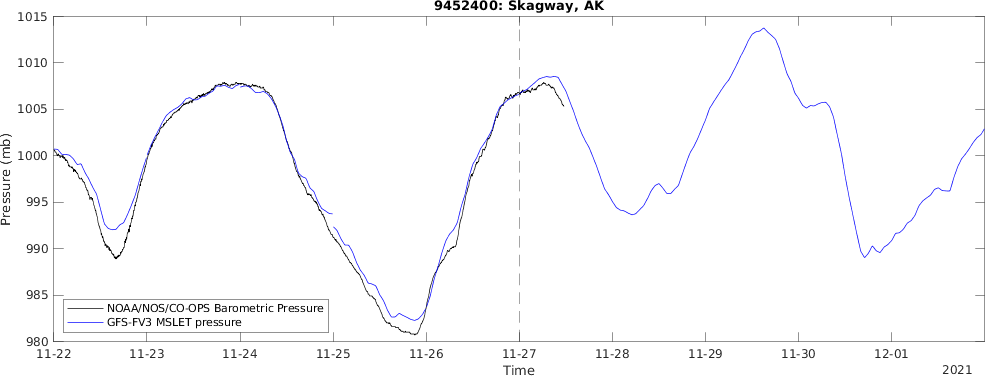 9452400: Skagway, AK
Pressure (mb)
1015
1010
1005
1000
995
990
985
980
NOAA/NOS/CO-OPS Barometric Pressure
GFS-FV3 MSLET pressure
11-22 11-23 11-24 11-25 11-26 11-27 11-28 11-29 11-30 12-01
Time
2021